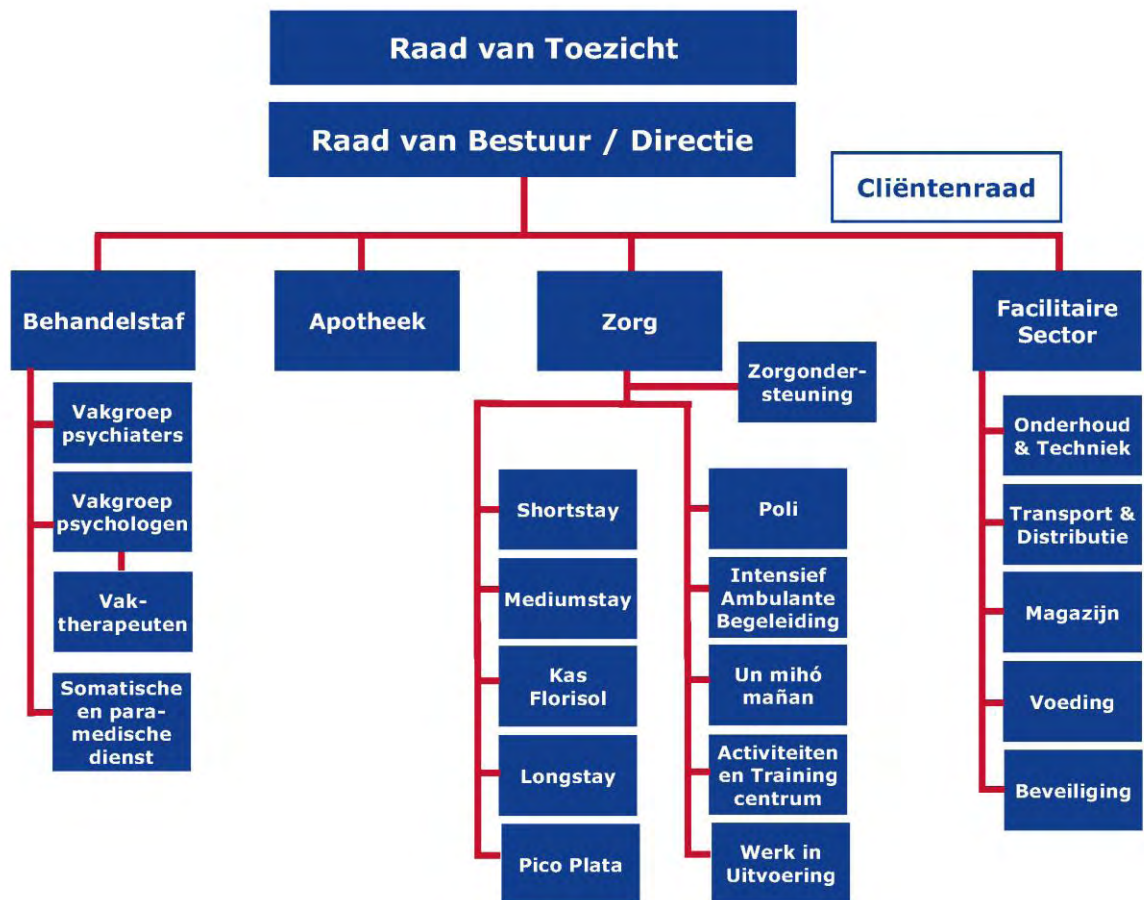 Raad van Toezicht
Raad van Bestuur / Directie
Cliëntenraad
Behandelstaf
Apotheek
Zorg
Facilitaire
Sector
Vakgroep
psychiaters
Vakgroep
psychologen
Vak-
therapeuten
Somatische
en para-
medische
dienst
Zorgonder-
steuning
Shortstay
Mediumstay
Kas
Florisol
Longstay
Pico Plata
Poli
Intensief
Ambulante
Begeleiding
Un mihó
mañan
Activiteiten
en Training
centrum
Werk in
Uitvoering
Onderhoud
& Techniek
Transport &
Distributie
Magazijn
Voeding
Beveiliging